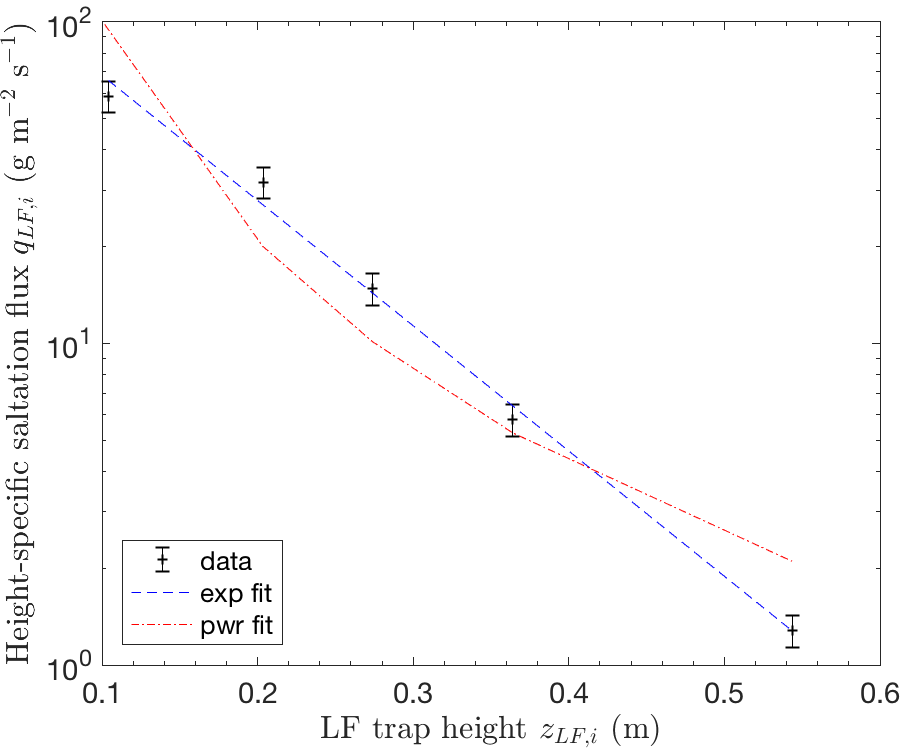 Height-specific saltation flux q_{LF,i} (g m^{-2} s^{-1})
10^2
10^1
10^0
data
exp fit
pwr fit
0.1 0.2 0.3 0.4 0.5 0.6
LF trap height z_{LF,i} (m)